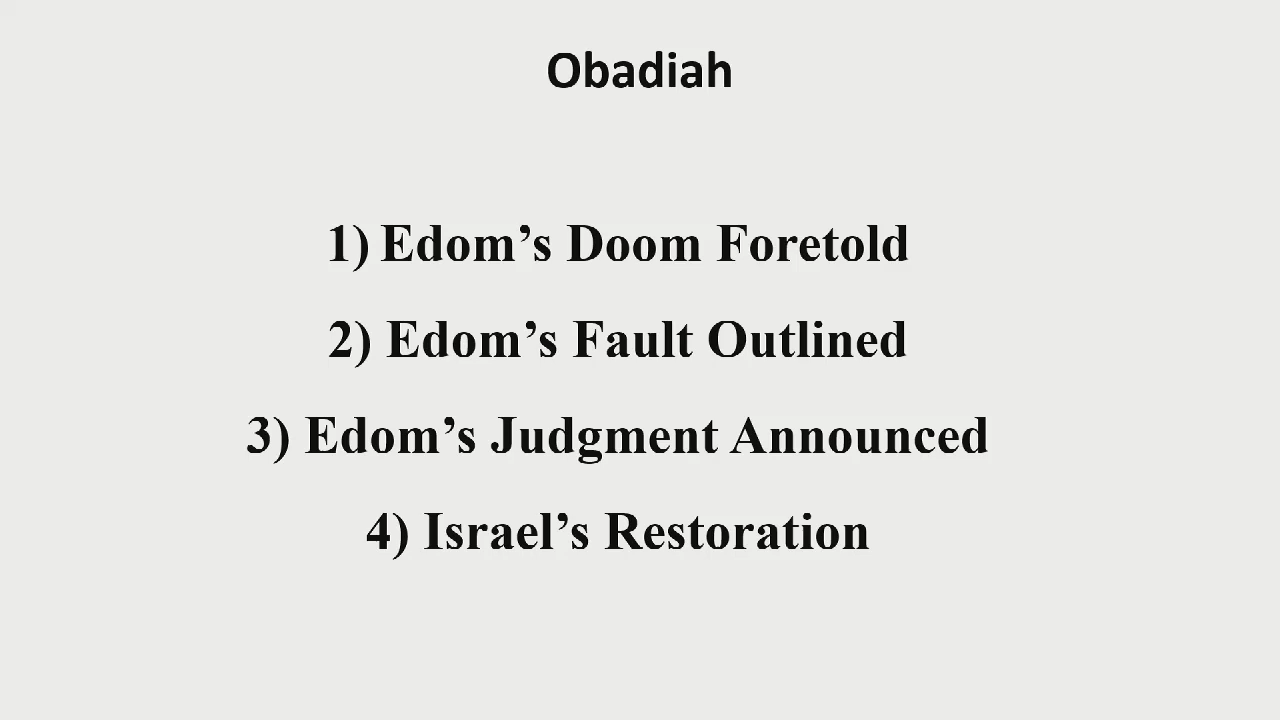 Obadiah
1) Edom’s Doom Foretold
2) Edom’s Fault Outlined
3) Edom’s Judgment Announced
4) Israel’s Restoration